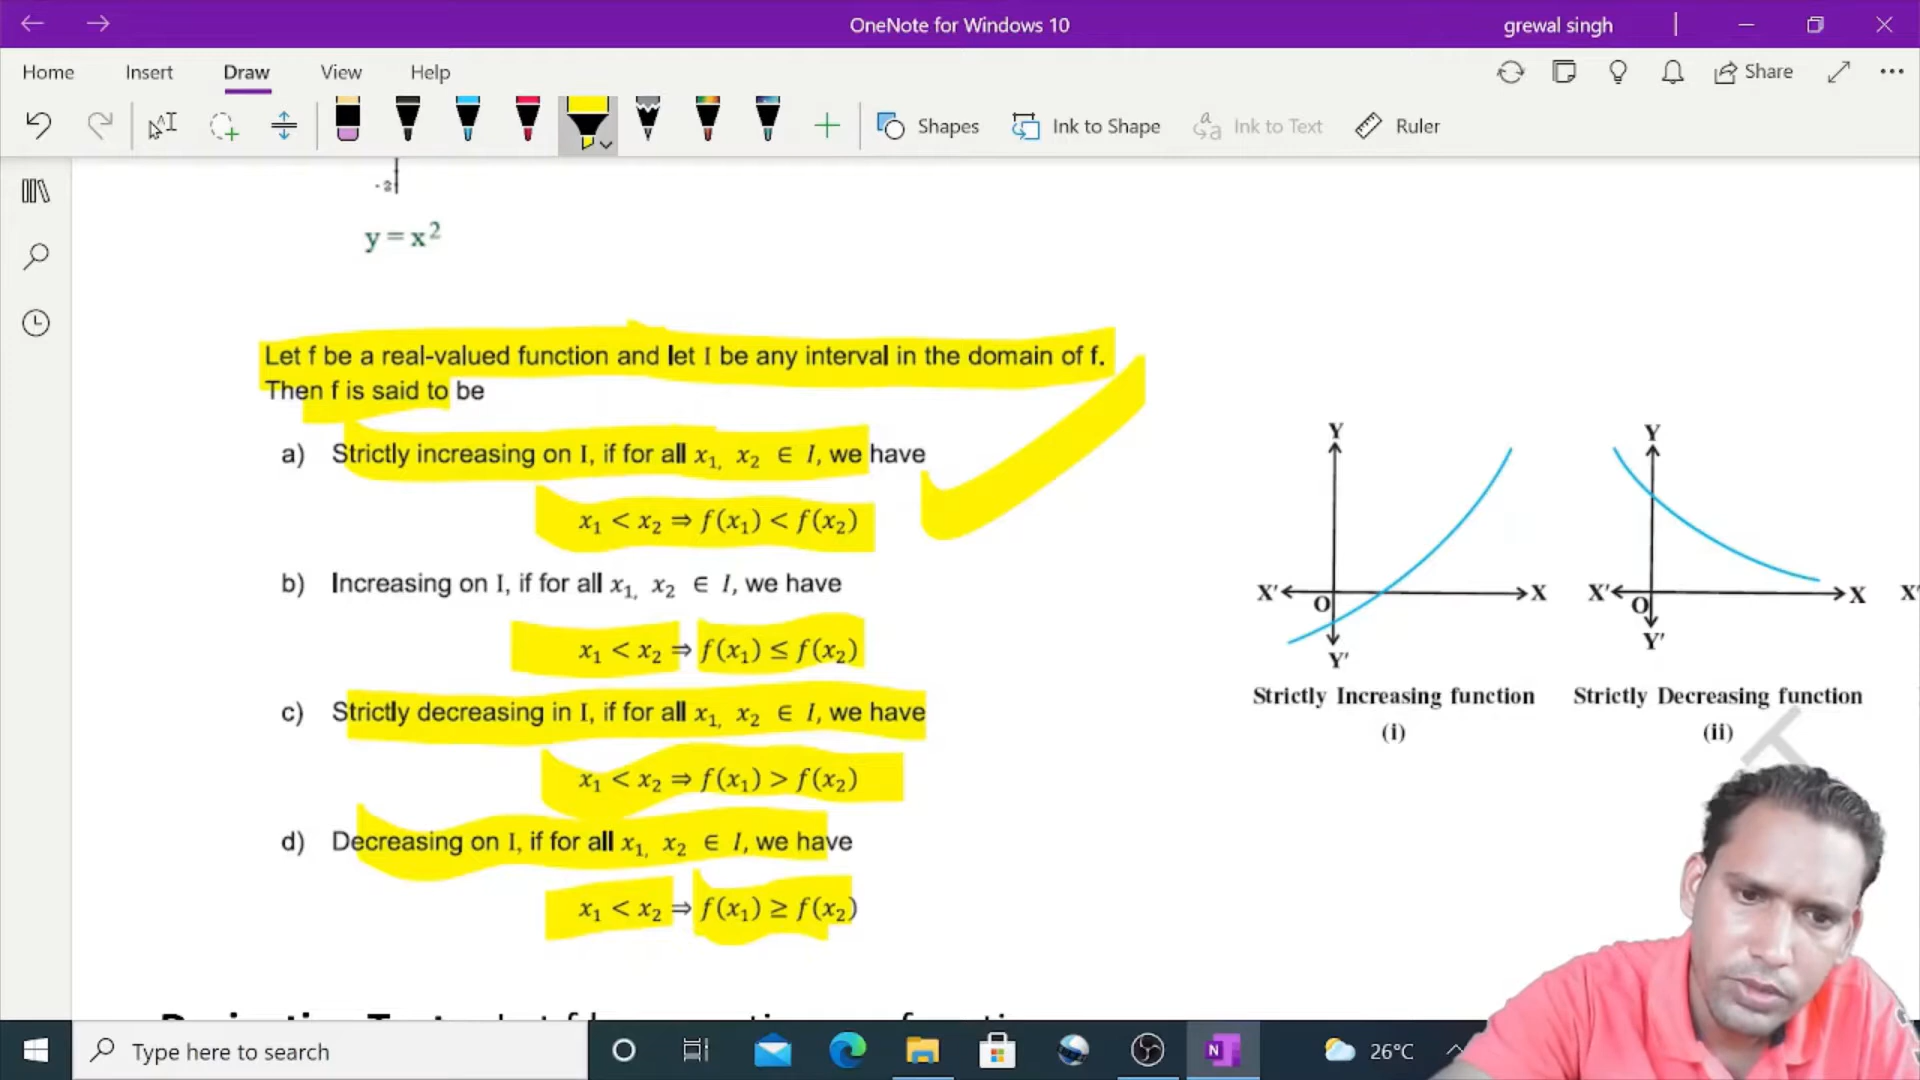 OneNote for Windows 10
grewal singh
Home Insert Draw View Help
Share
Shapes Ink to Shape Ink to Text Ruler
-2
y = x²
Let f be a real-valued function and let I be any interval in the domain of f.
Then f is said to be
a) Strictly increasing on I, if for all x₁, x₂ ∈ I, we have
x₁ < x₂ ⇒ f(x₁) < f(x₂)
b) Increasing on I, if for all x₁, x₂ ∈ I, we have
x₁ < x₂ ⇒ f(x₁) ≤ f(x₂)
c) Strictly decreasing in I, if for all x₁, x₂ ∈ I, we have
x₁ < x₂ ⇒ f(x₁) > f(x₂)
d) Decreasing on I, if for all x₁, x₂ ∈ I, we have
x₁ < x₂ ⇒ f(x₁) ≥ f(x₂)
Y
X' O X
Y'
Strictly Increasing function
(i)
Y
X' O X
Y'
Strictly Decreasing function
(ii)
X'
Type here to search
26°C